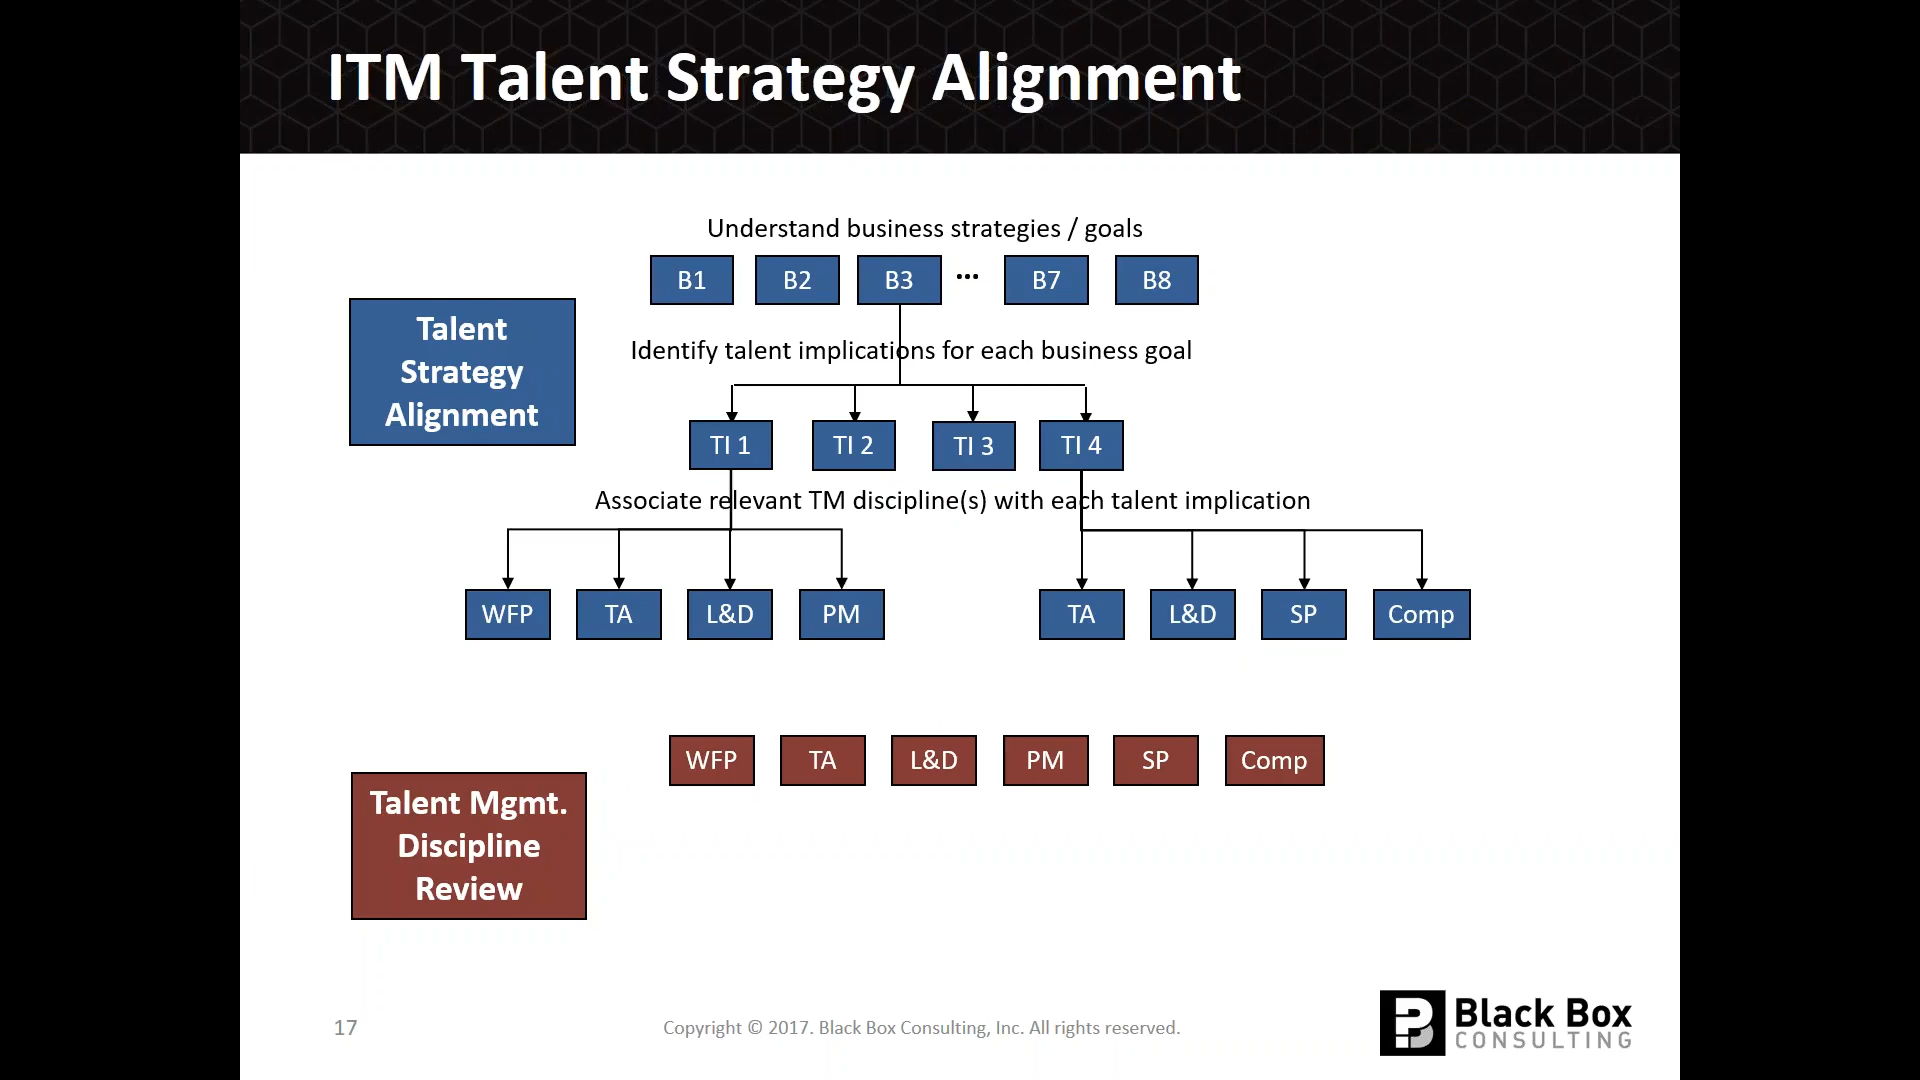 ITM Talent Strategy Alignment
Understand business strategies / goals
B1 B2 B3 ... B7 B8
Talent
Strategy
Alignment
Identify talent implications for each business goal
TI 1 TI 2 TI 3 TI 4
Associate relevant TM discipline(s) with each talent implication
WFP TA L&D PM TA L&D SP Comp
WFP TA L&D PM SP Comp
Talent Mgmt.
Discipline
Review
17
Copyright © 2017. Black Box Consulting, Inc. All rights reserved.
Black Box
CONSULTING